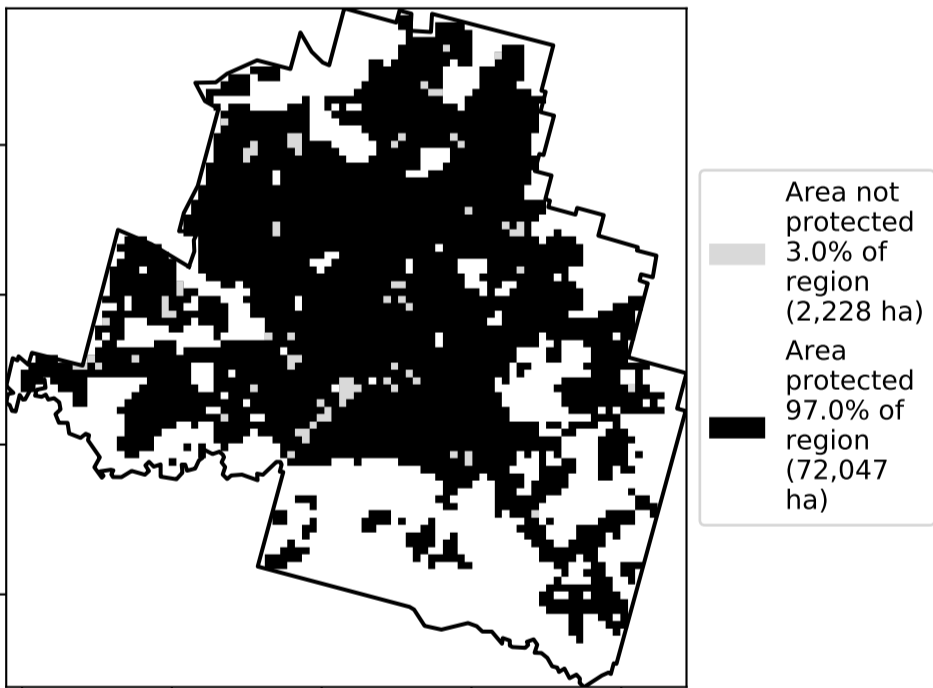 Area not
protected
3.0% of
region
(2,228 ha)
Area
protected
97.0% of
region
(72,047
ha)